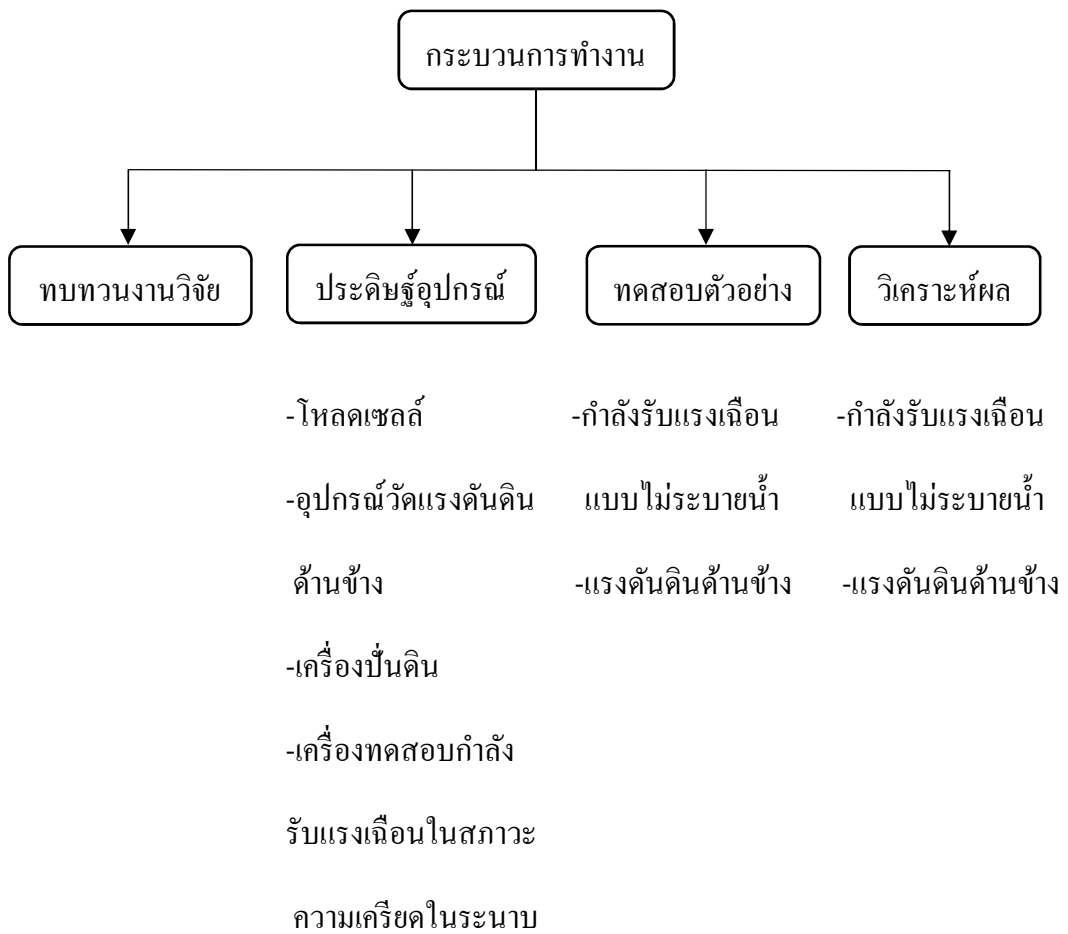 กระบวนการทำงาน
ทบทวนงานวิจัย
ประดิษฐ์อุปกรณ์
ทดสอบตัวอย่าง
วิเคราะห์ผล
-โหลดเซลล์
-อุปกรณ์วัดแรงดันดิน
ด้านข้าง
-เครื่องปั่นดิน
-เครื่องทดสอบกำลัง
รับแรงเฉือนในสภาวะ
ความเครียดในระนาบ
-กำลังรับแรงเฉือน
แบบไม่ระบายน้ำ
-แรงดันดินด้านข้าง
-กำลังรับแรงเฉือน
แบบไม่ระบายน้ำ
-แรงดันดินด้านข้าง